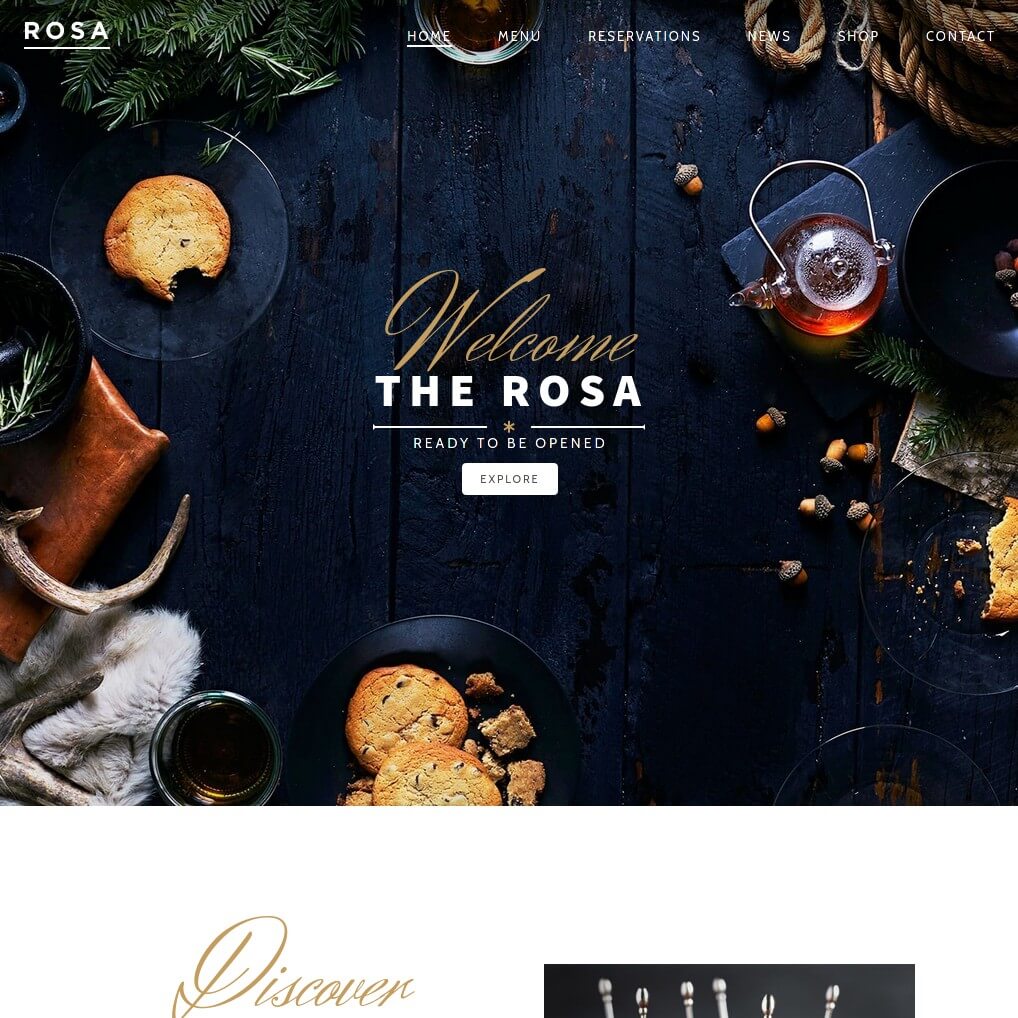 ROSA
HOME MENU RESERVATIONS NEWS SHOP CONTACT
Welcome
THE ROSA
*
READY TO BE OPENED
EXPLORE
Discover